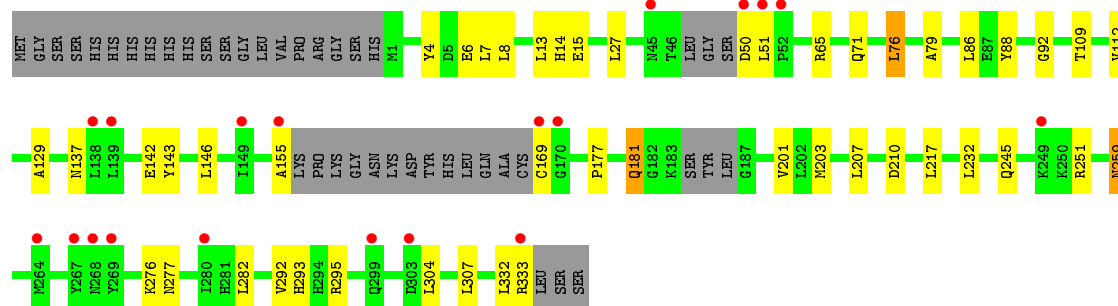 MET GLY SER SER HIS HIS HIS HIS HIS HIS SER SER GLY LEU VAL PRO ARG GLY SER HIS M1 Y4 D5 E6 L7 L8 L13 H14 E15 L27 N45 T46 LEU GLY SER D50 L51 P52 R65 Q71 L76 A79 L86 E87 Y88 G92 T109
A129 N137 L138 L139 E142 Y143 L146 I149 A155 LYS PRO LYS GLY ASN LYS ASP TYR HIS LEU GLN ALA CYS C169 G170 P177 Q181 G182 K183 SER TYR LEU G187 V201 L202 M203 L207 D210 L217 L232 Q245 K249 K250 R251
M264 Y267 N268 Y269 K276 N277 I280 H281 L282 V292 H293 H294 R295 Q299 D303 L304 L307 L332 R333 LEU SER SER